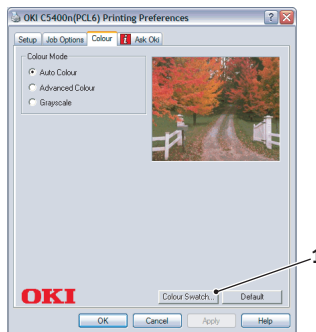 OKI C5400n(PCL6) Printing Preferences
Setup Job Options Colour Ask Oki
Colour Mode
Auto Colour
Advanced Colour
Grayscale
OKI
Colour Swatch... Default
1
OK Cancel Apply Help